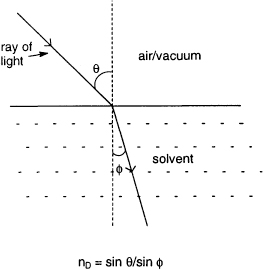 ray of
light
θ
air/vacuum
ϕ
solvent
n_D = sin θ/sin ϕ